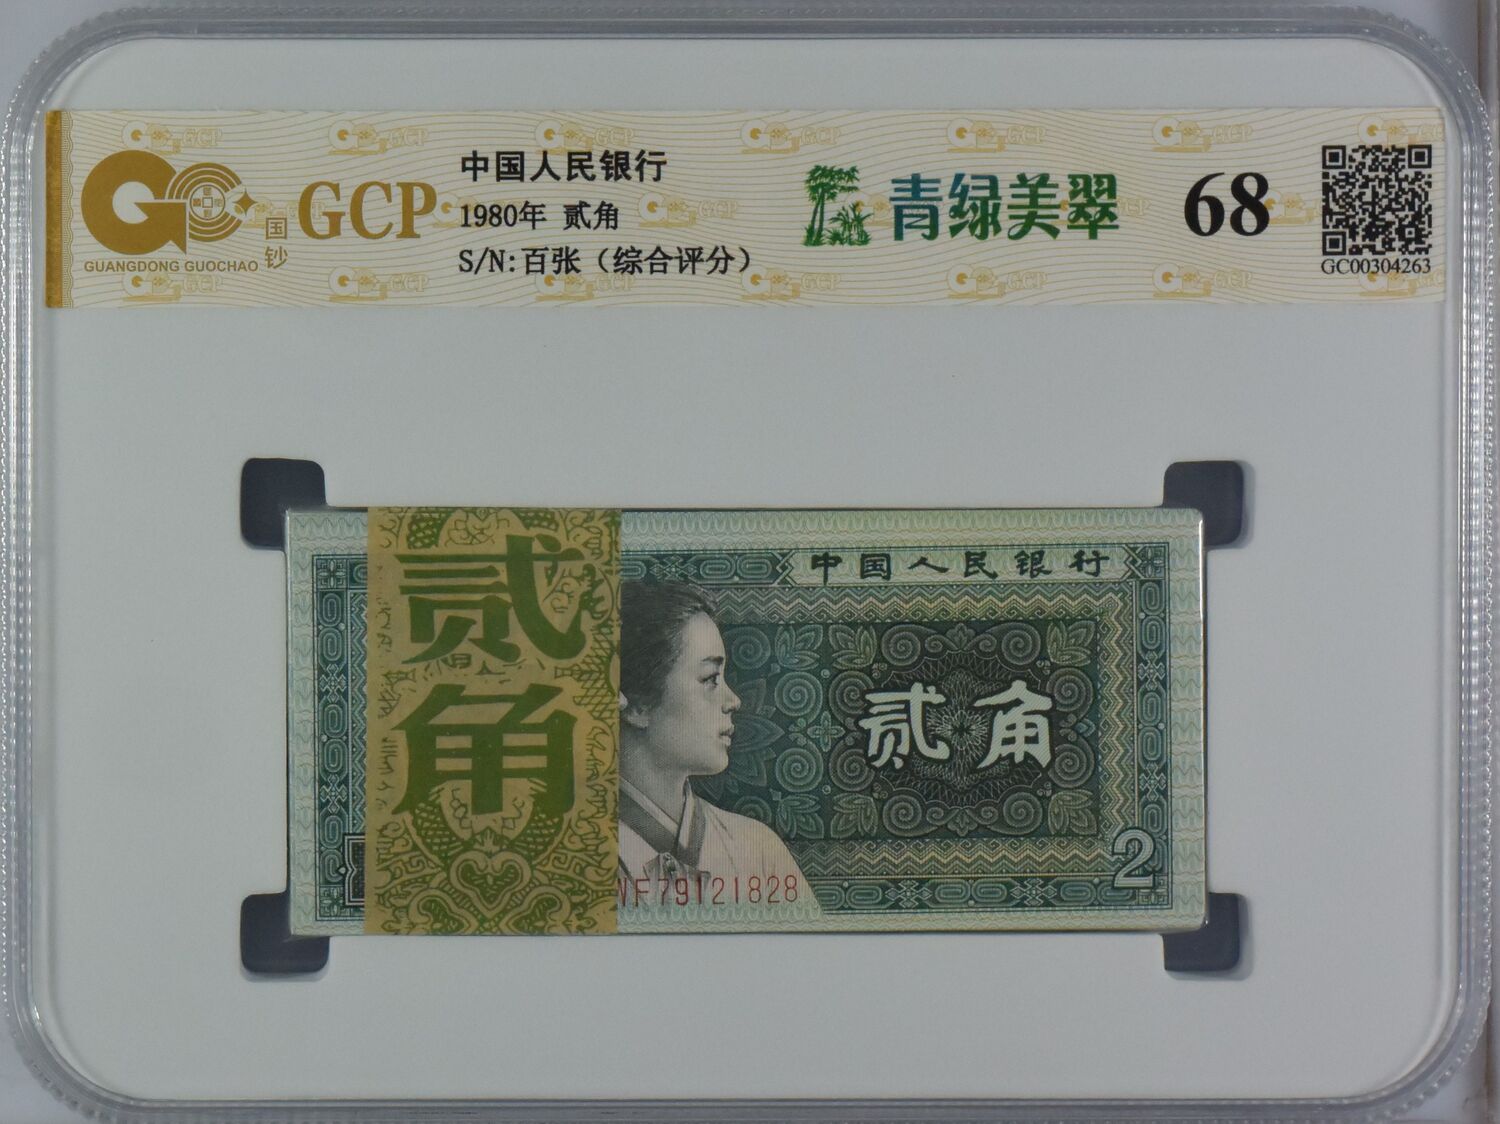 GUANGDONG GUOCHAO
国钞
GCP
中国人民银行
1980年 贰角
S/N:百张（综合评分）
青绿美翠
68
GC00304263
贰角
中国人民银行
贰角
2
WF79121828